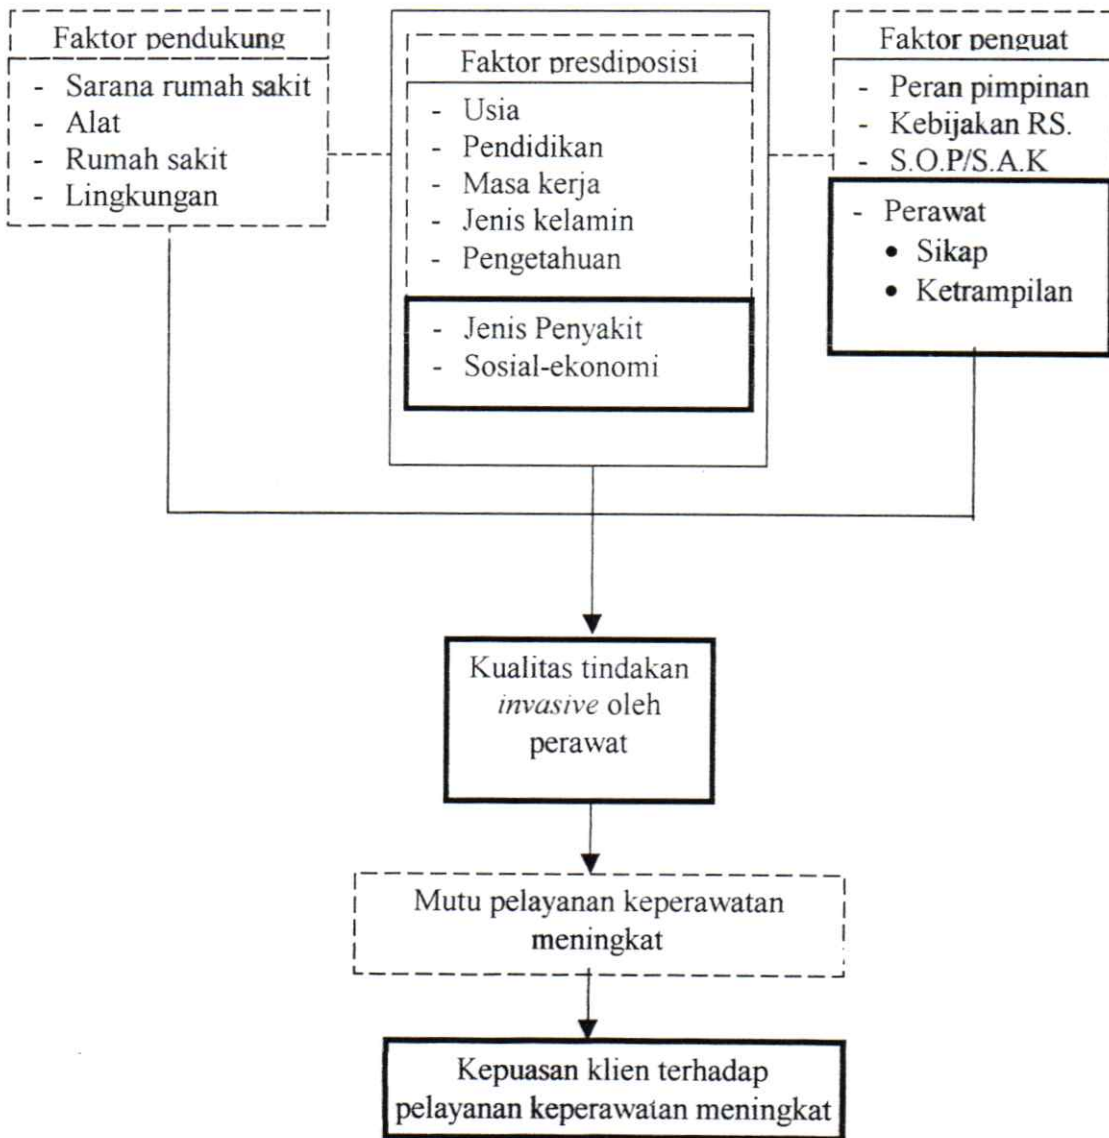 Faktor pendukung
- Sarana rumah sakit
- Alat
- Rumah sakit
- Lingkungan
Faktor presdiposisi
- Usia
- Pendidikan
- Masa kerja
- Jenis kelamin
- Pengetahuan
- Jenis Penyakit
- Sosial-ekonomi
Faktor penguat
- Peran pimpinan
- Kebijakan RS.
- S.O.P/S.A.K
- Perawat
• Sikap
• Ketrampilan
Kualitas tindakan
invasive oleh
perawat
Mutu pelayanan keperawatan
meningkat
Kepuasan klien terhadap
pelayanan keperawatan meningkat